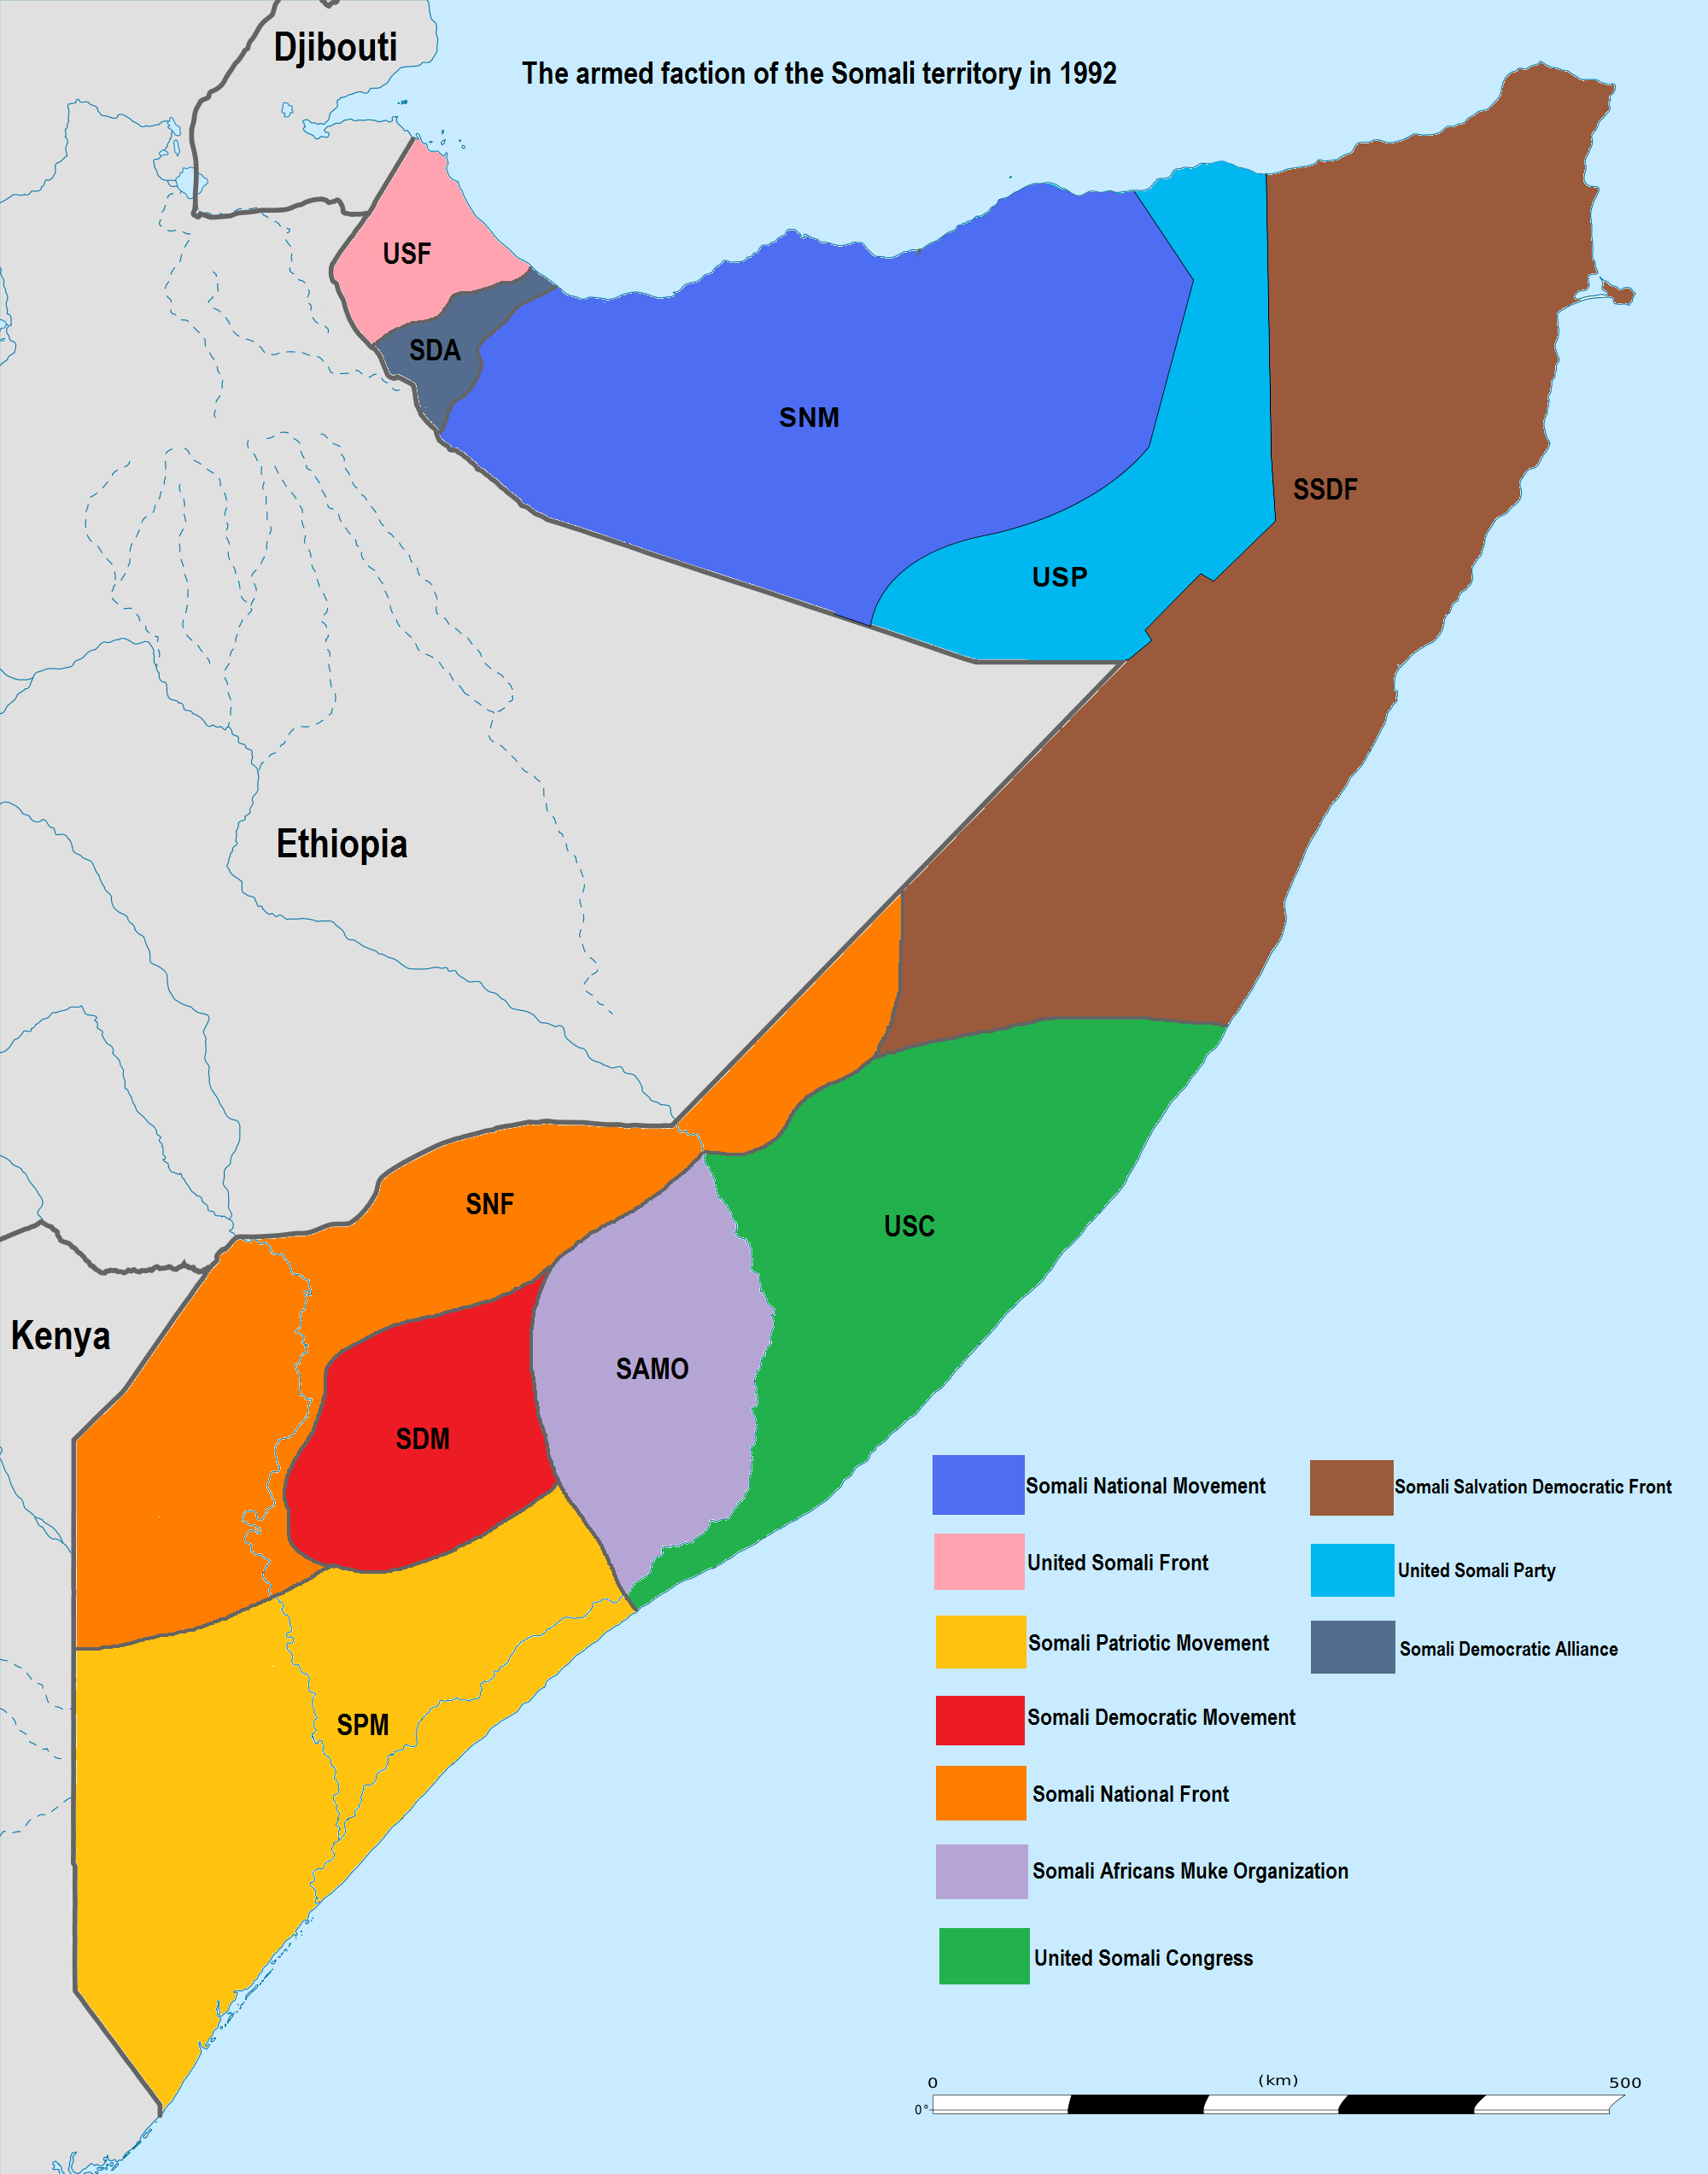 Djibouti
The armed faction of the Somali territory in 1992
USF
SDA
SNM
SSDF
USP
Ethiopia
SNF
USC
Kenya
SAMO
SDM
SPM
Somali National Movement
Somali Salvation Democratic Front
United Somali Front
United Somali Party
Somali Patriotic Movement
Somali Democratic Alliance
Somali Democratic Movement
Somali National Front
Somali Africans Muke Organization
United Somali Congress
0 (km) 500
0°